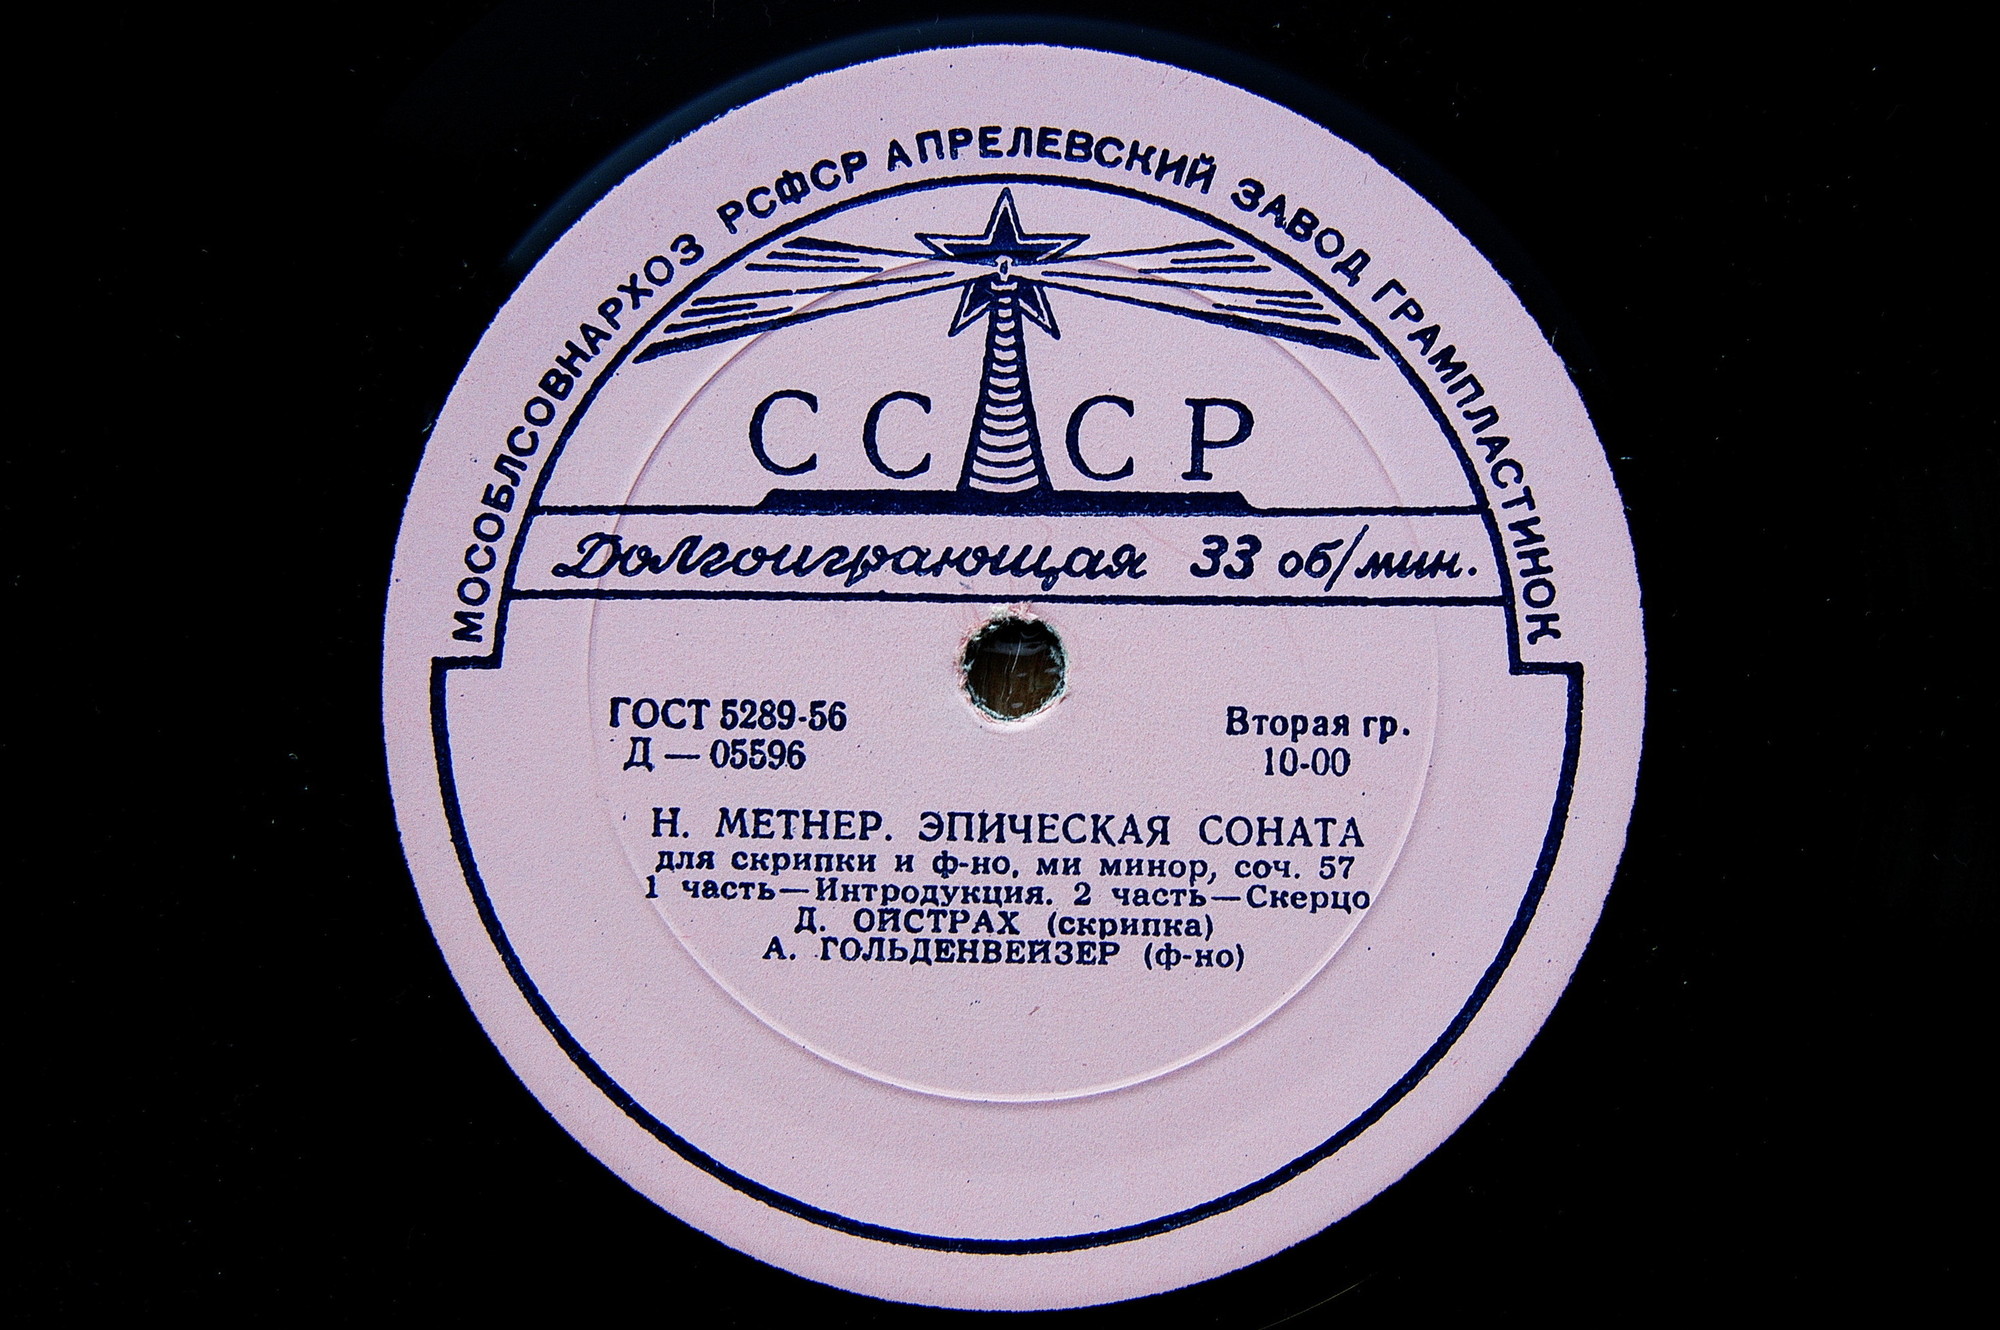 МОСОБЛСОВНАРХОЗ РСФСР АПРЕЛЕВСКИЙ ЗАВОД ГРАМПЛАСТИНОК
СССР
Долгоиграющая 33 об/мин.
ГОСТ 5289-56
Д — 05596
Вторая гр.
10-00
Н. МЕТНЕР. ЭПИЧЕСКАЯ СОНАТА
для скрипки и ф-но, ми минор, соч. 57
1 часть—Интродукция. 2 часть—Скерцо
Д. ОЙСТРАХ (скрипка)
А. ГОЛЬДЕНВЕЙЗЕР (ф-но)